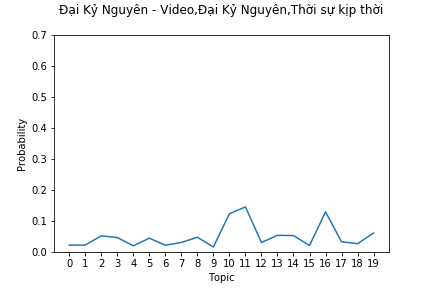 Đại Kỷ Nguyên - Video,Đại Kỷ Nguyên,Thời sự kịp thời
0.7
0.6
0.5
0.4
0.3
0.2
0.1
0.0
Probability
0 1 2 3 4 5 6 7 8 9 10 11 12 13 14 15 16 17 18 19
Topic